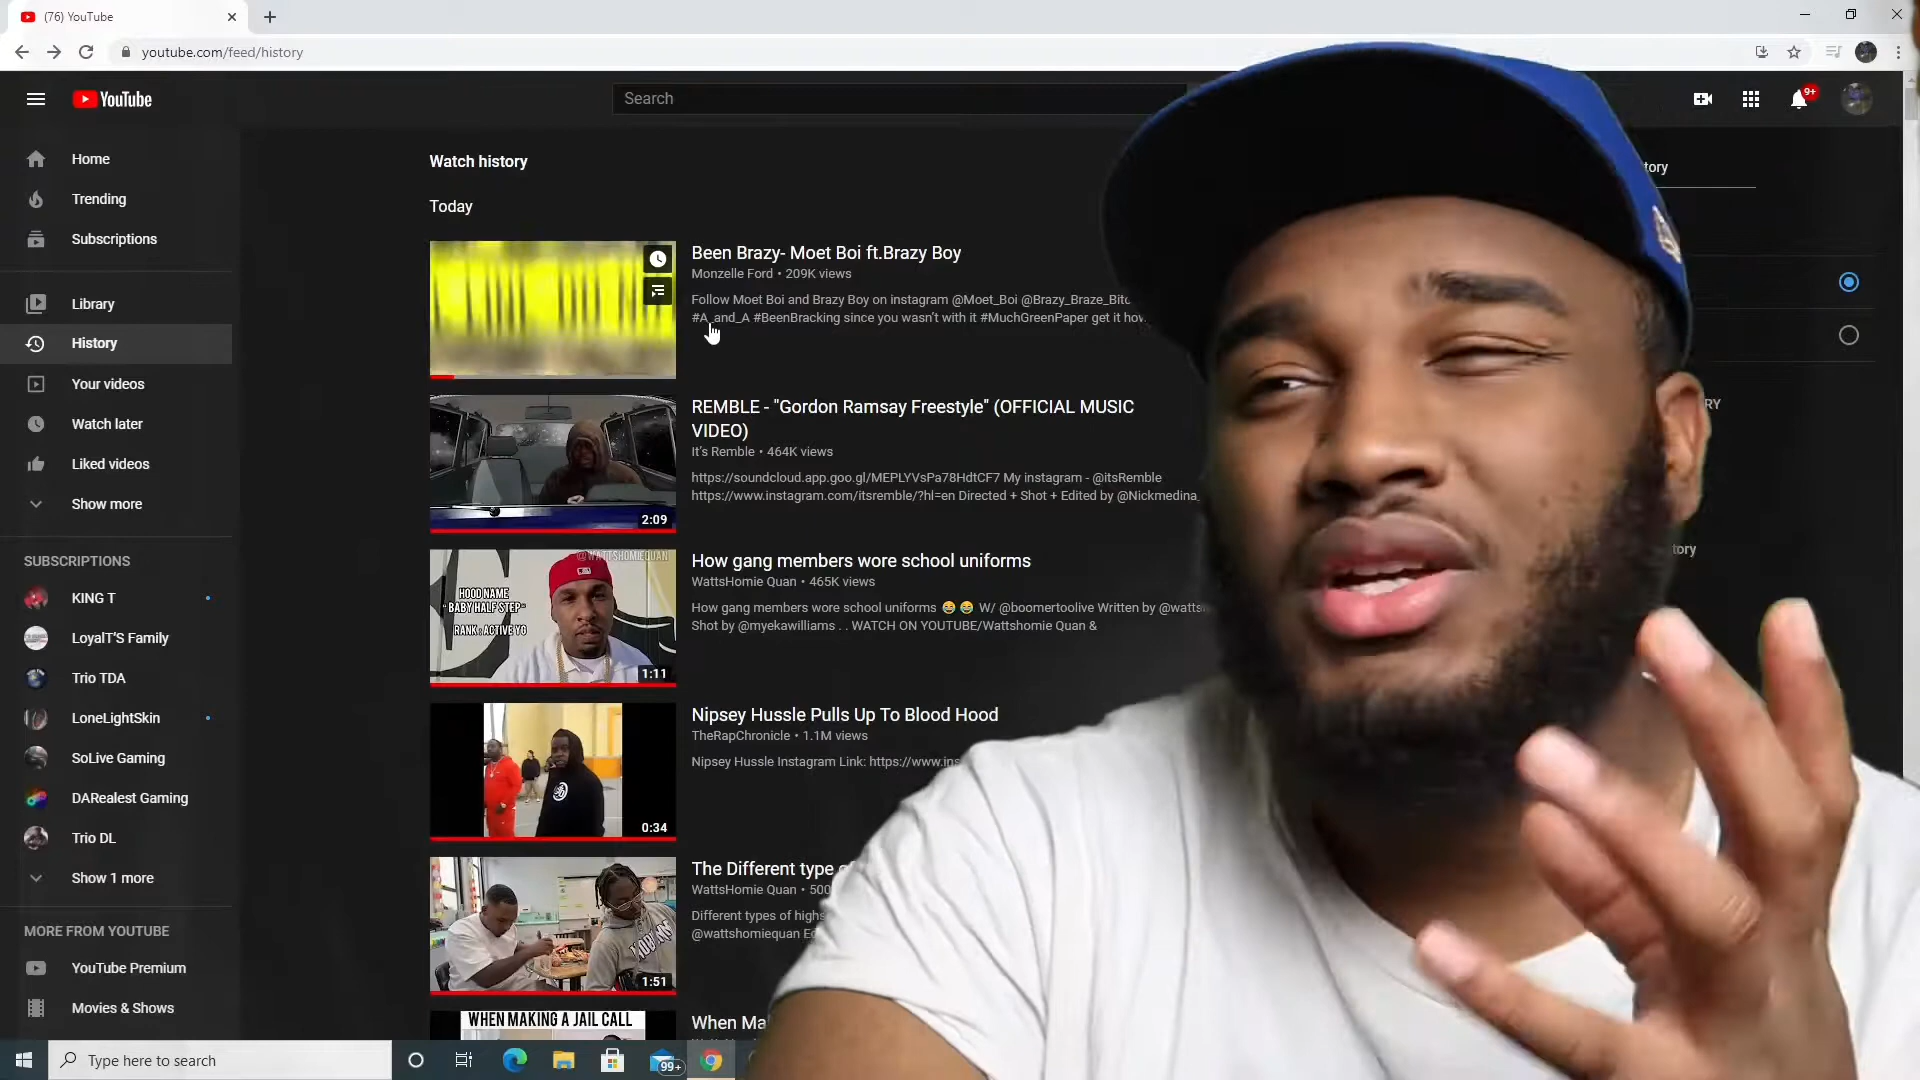 (76) YouTube
youtube.com/feed/history
YouTube
Search
9+
Home
Trending
Subscriptions
Library
History
Your videos
Watch later
Liked videos
Show more
SUBSCRIPTIONS
KING T
LoyalT'S Family
Trio TDA
LoneLightSkin
SoLive Gaming
DARealest Gaming
Trio DL
Show 1 more
MORE FROM YOUTUBE
YouTube Premium
Movies & Shows
Watch history
Today
Been Brazy- Moet Boi ft.Brazy Boy
Monzelle Ford • 209K views
Follow Moet Boi and Brazy Boy on instagram @Moet_Boi
#A_and_A #BeenBracking since you wasn't with it #MuchGreenPaper get it
REMBLE - "Gordon Ramsay Freestyle" (OFFICIAL MUSIC
VIDEO)
It's Remble • 464K views
https://soundcloud.app.goo.gl/MEPLYVsPa78HdtCF7 My instagram - @itsRemble
https://www.instagram.com/itsremble/?hl=en Directed + Shot + Edited by @Nickmedina_
2:09
@WATTSHOMIEQUAN
HOOD NAME
"BABY HALF STEP"
RANK: ACTIVE YG
1:11
How gang members wore school uniforms
WattsHomie Quan • 465K views
How gang members wore school uniforms 😂 😂 W/ @boomertoolive Written by @watts
Shot by @myekawilliams . . WATCH ON YOUTUBE/Wattshomie Quan &
0:34
Nipsey Hussle Pulls Up To Blood Hood
TheRapChronicle • 1.1M views
Nipsey Hussle Instagram Link: https://www.ins
1:51
The Different type
WattsHomie Quan • 500
Different types of highs
@wattshomiequan
WHEN MAKING A JAIL CALL
When Ma
tory
RY
tory
Type here to search
99+